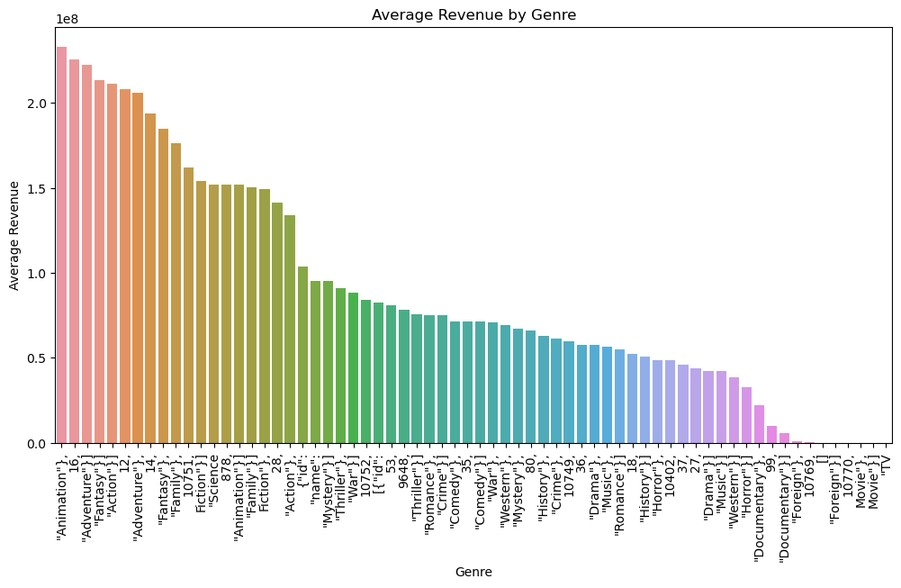 Average Revenue by Genre
1e8
2.0
1.5
1.0
0.5
0.0
Average Revenue
"Animation"},
16,
"Adventure"}]
"Fantasy"}]
"Action"}]
12,
"Adventure"},
14,
"Fantasy"},
"Family"},
10751,
Fiction"}]
"Science
878,
"Animation"}]
"Family"}]
Fiction"},
28,
"Action"},
{"id":
"name":
"Mystery"}]
"Thriller"},
"War"}]
10752,
[{"id":
53,
9648,
"Thriller"}]
"Romance"},
"Crime"}]
"Comedy"},
35,
"Comedy"}]
"War"},
"Western"},
"Mystery"},
80,
"History"},
"Crime"},
10749,
36,
"Drama"},
"Music"},
"Romance"}]
18,
"History"}]
"Horror"},
10402,
37,
27,
"Drama"}]
"Music"}]
"Western"}]
"Horror"}]
"Documentary"},
99,
"Documentary"}]
"Foreign"},
10769,
[]
"Foreign"}]
10770,
Movie"},
Movie"}]
"TV
Genre